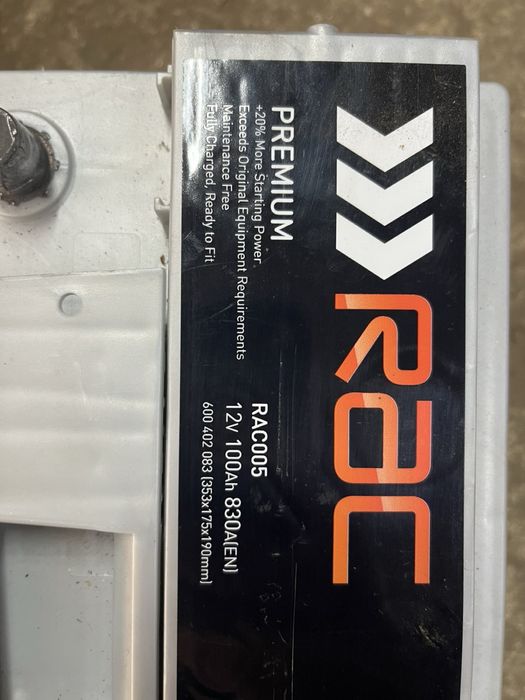 RAC
PREMIUM
+20% More Starting Power
Exceeds Original Equipment Requirements
Maintenance Free
Fully Charged, Ready to Fit
RAC005
12V 100Ah 830A(EN)
600 402 083 (353x175x190mm)